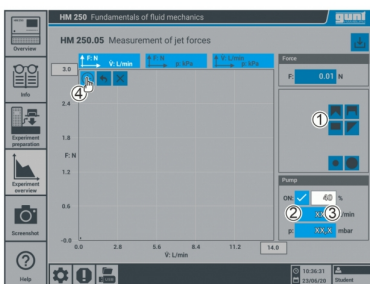 HM 250 Fundamentals of fluid mechanics
gunt
HM 250.05 Measurement of jet forces
Overview
Info
Experiment preparation
Experiment overview
Screenshot
Help
F: N
V̇: L/min
F: N
p: kPa
V̇: L/min
p: kPa
3.0
2.4
1.8
F: N
1.2
0.6
-0.0
0.0 2.8 5.6 8.4 11.2 14.0
V̇: L/min
4
Force
F: 0.01 N
1
Pump
ON: 40 %
2
3
XX.X L/min
p: XX.X mbar
10:36:31
23/06/20
Student